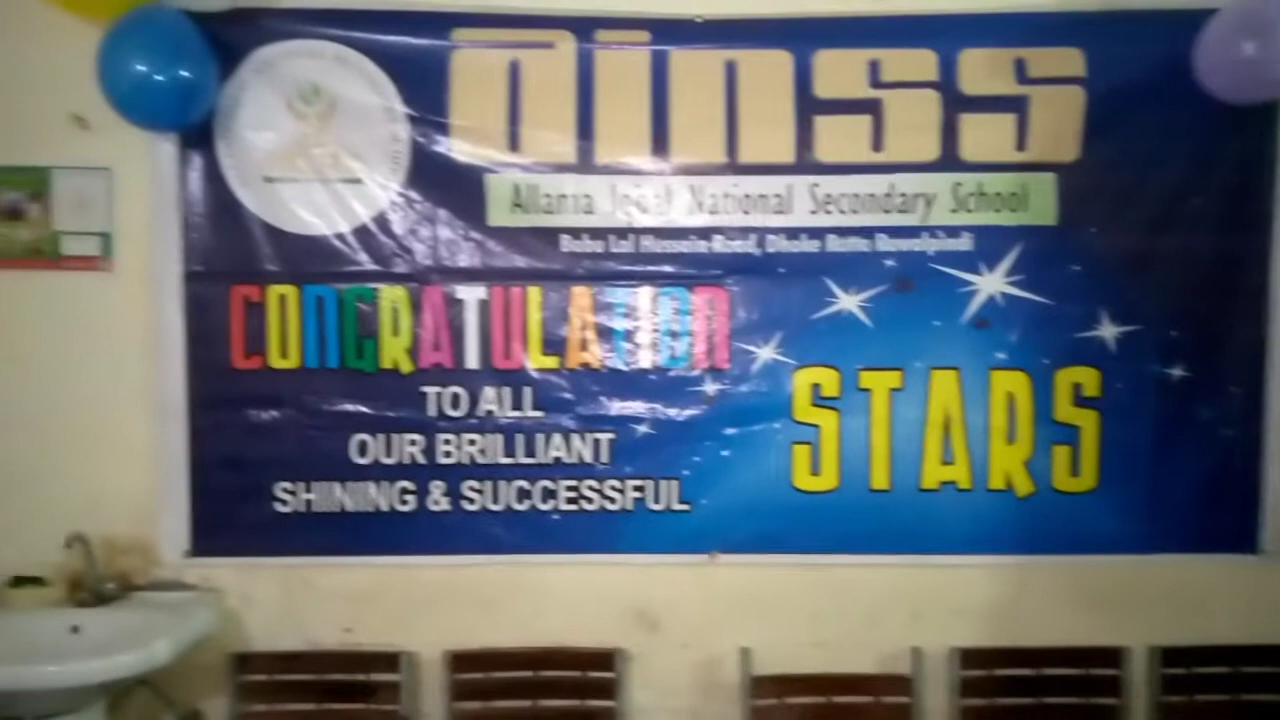 ainss
Allama Iqbal National Secondary School
Babu Lal Hussain Road, Dhoke Ratta Rawalpindi
CONGRATULATION
TO ALL
OUR BRILLIANT
SHINING & SUCCESSFUL
STARS